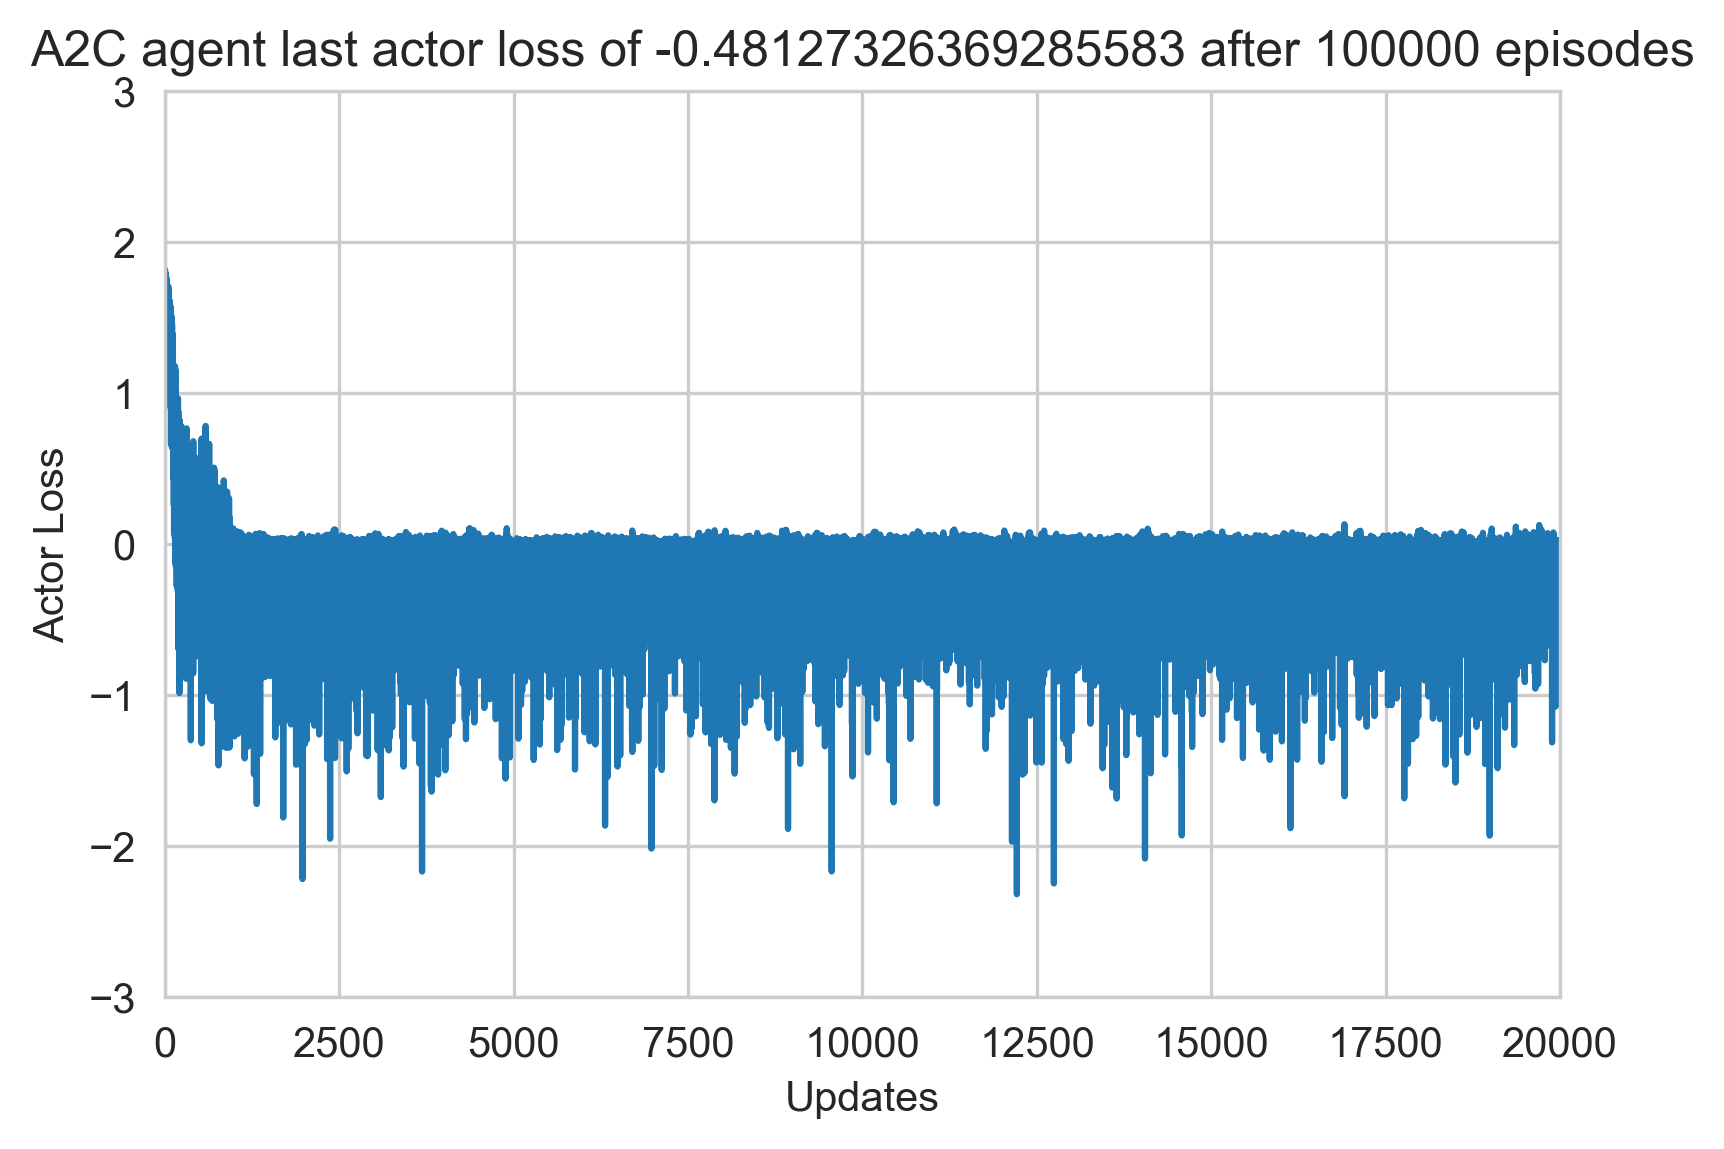 A2C agent last actor loss of -0.48127326369285583 after 100000 episodes
3
2
1
0
−1
−2
−3
Actor Loss
0 2500 5000 7500 10000 12500 15000 17500 20000
Updates